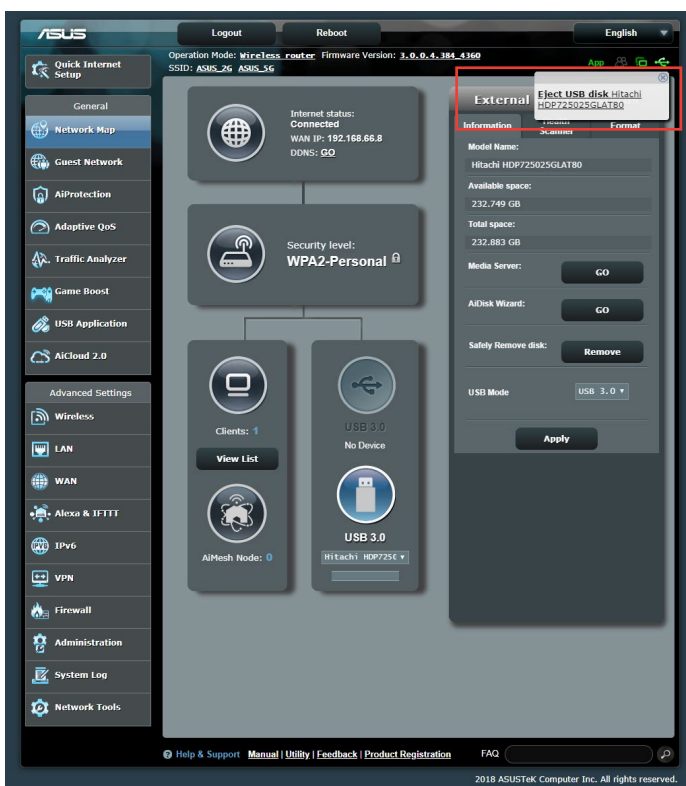 ASUS
Logout
Reboot
English
Quick Internet
Setup
Operation Mode: Wireless router Firmware Version: 3.0.0.4.384_4360
SSID: ASUS_2G ASUS_5G
App
General
Network Map
Guest Network
AiProtection
Adaptive QoS
Traffic Analyzer
Game Boost
USB Application
AiCloud 2.0
Advanced Settings
Wireless
LAN
WAN
Alexa & IFTTT
IPv6
VPN
Firewall
Administration
System Log
Network Tools
Internet status:
Connected
WAN IP: 192.168.66.8
DDNS: GO
Security level:
WPA2-Personal
Clients: 1
View List
AiMesh Node: 0
USB 3.0
No Device
USB 3.0
Hitachi HDP725C
External
Eject USB disk Hitachi
HDP725025GLAT80
Information
Health
Scanner
Format
Model Name:
Hitachi HDP725025GLAT80
Available space:
232.749 GB
Total space:
232.883 GB
Media Server:
GO
AiDisk Wizard:
GO
Safely Remove disk:
Remove
USB Mode
USB 3.0
Apply
Help & Support Manual | Utility | Feedback | Product Registration
FAQ
2018 ASUSTeK Computer Inc. All rights reserved.